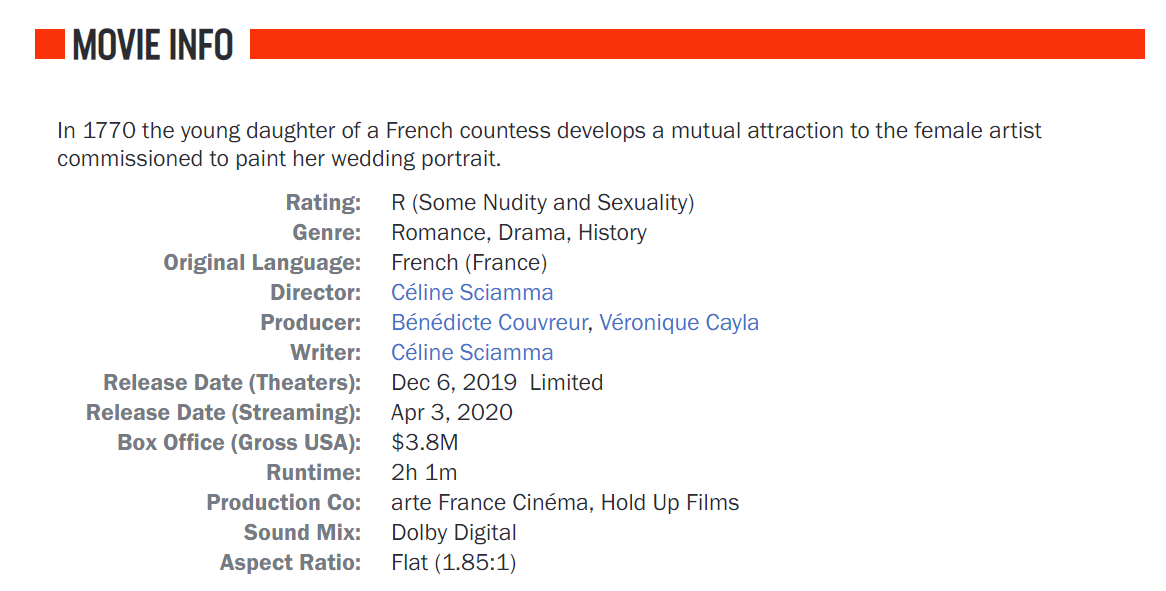 MOVIE INFO
In 1770 the young daughter of a French countess develops a mutual attraction to the female artist
commissioned to paint her wedding portrait.
Rating: R (Some Nudity and Sexuality)
Genre: Romance, Drama, History
Original Language: French (France)
Director: Céline Sciamma
Producer: Bénédicte Couvreur, Véronique Cayla
Writer: Céline Sciamma
Release Date (Theaters): Dec 6, 2019 Limited
Release Date (Streaming): Apr 3, 2020
Box Office (Gross USA): $3.8M
Runtime: 2h 1m
Production Co: arte France Cinéma, Hold Up Films
Sound Mix: Dolby Digital
Aspect Ratio: Flat (1.85:1)